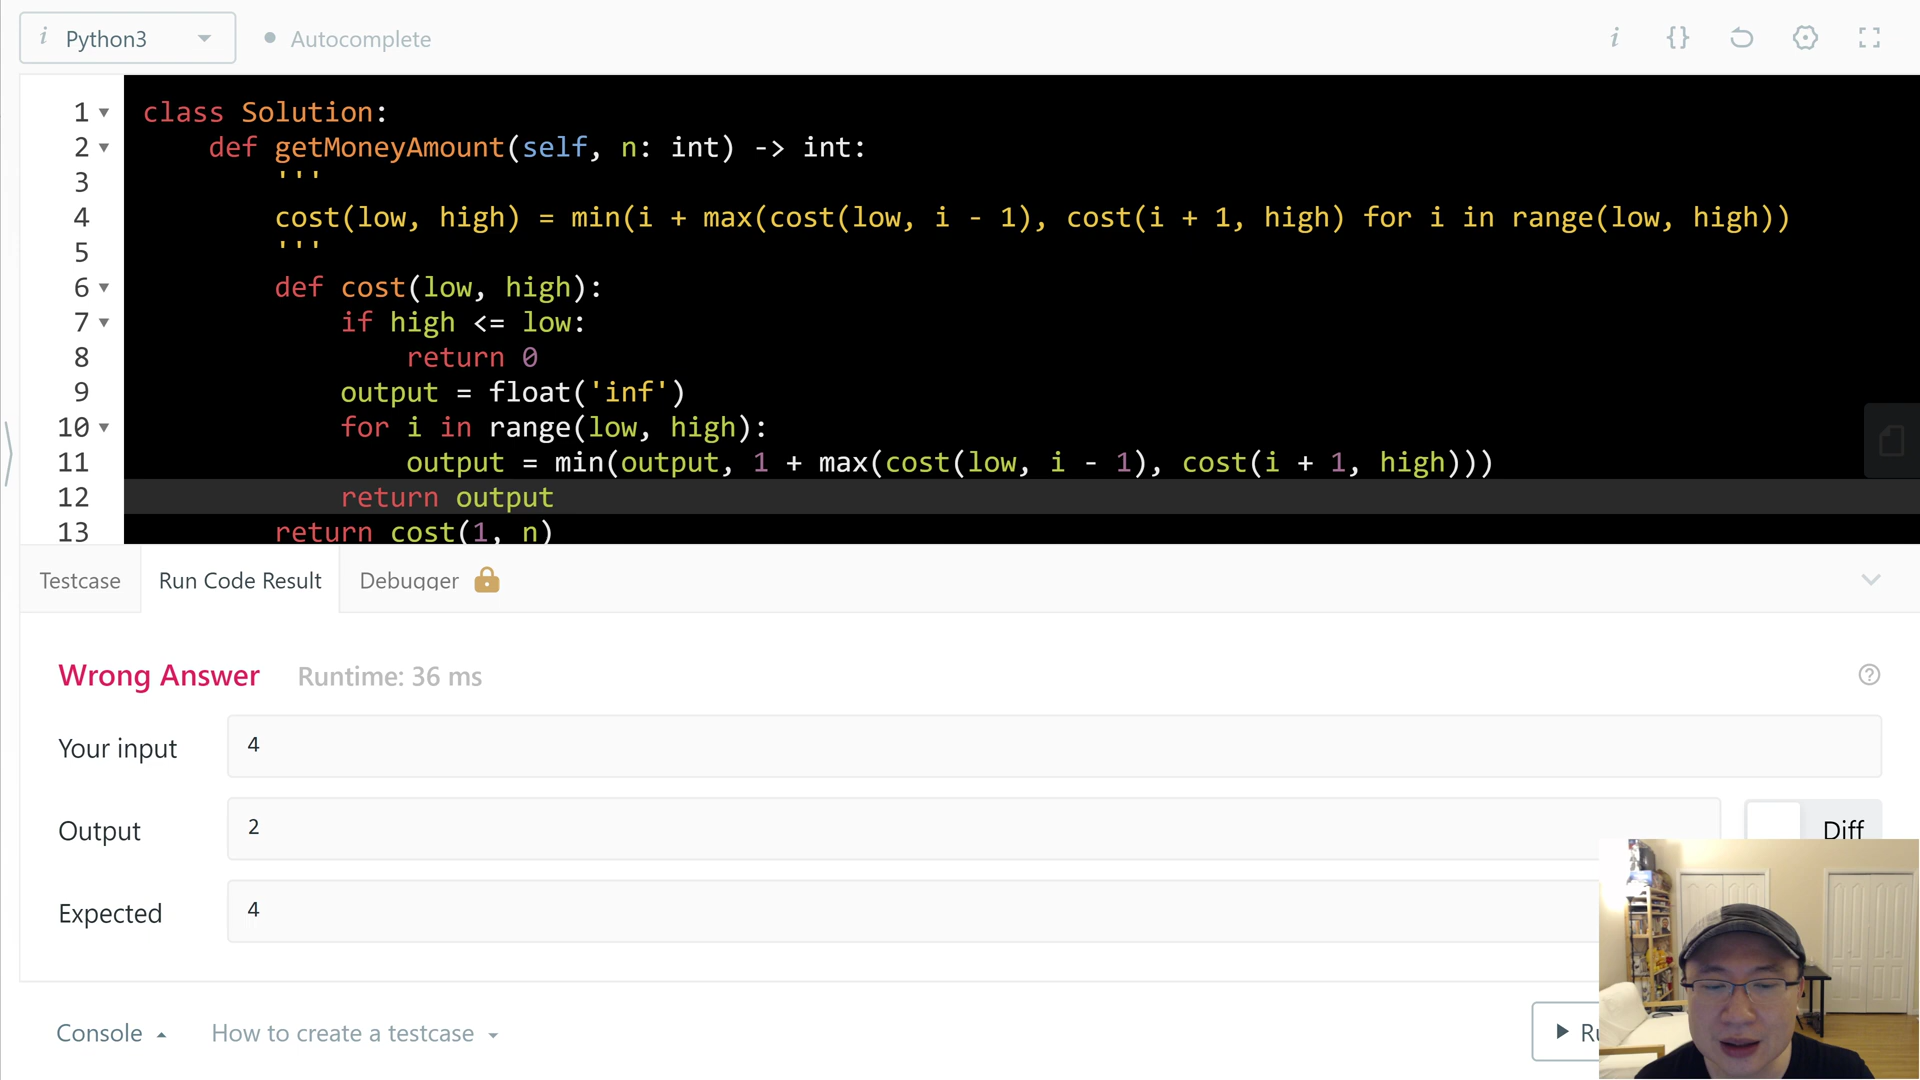 i Python3 Autocomplete i {}
1 class Solution:
2 def getMoneyAmount(self, n: int) -> int:
3 '''
4 cost(low, high) = min(i + max(cost(low, i - 1), cost(i + 1, high) for i in range(low, high))
5 '''
6 def cost(low, high):
7 if high <= low:
8 return 0
9 output = float('inf')
10 for i in range(low, high):
11 output = min(output, 1 + max(cost(low, i - 1), cost(i + 1, high)))
12 return output
13 return cost(1, n)
Testcase Run Code Result Debugger
Wrong Answer Runtime: 36 ms ?
Your input 4
Output 2 Diff
Expected 4
Console How to create a testcase